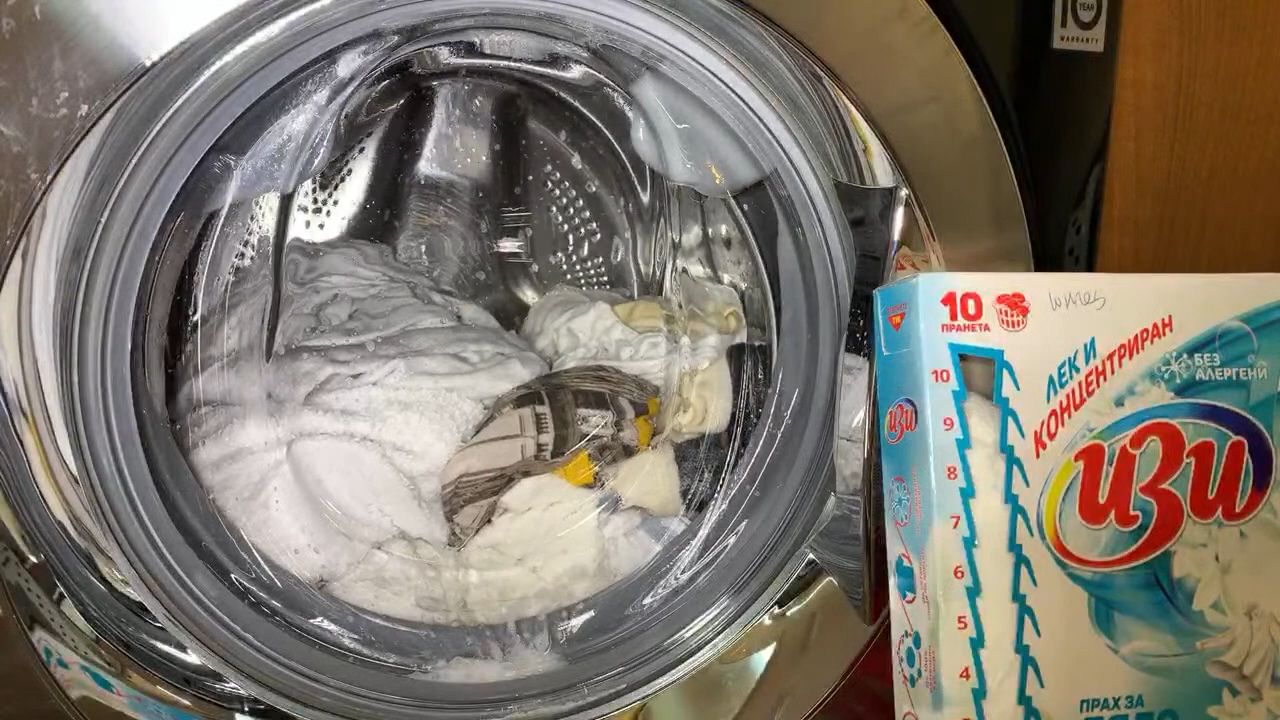 10
YEAR
WARRANTY
10
ПРАНЕТА
whites
ЛЕК И
КОНЦЕНТРИРАН
БЕЗ
АЛЕРГЕНИ
изи
изи
10
9
8
7
6
5
4
ПРАХ ЗА